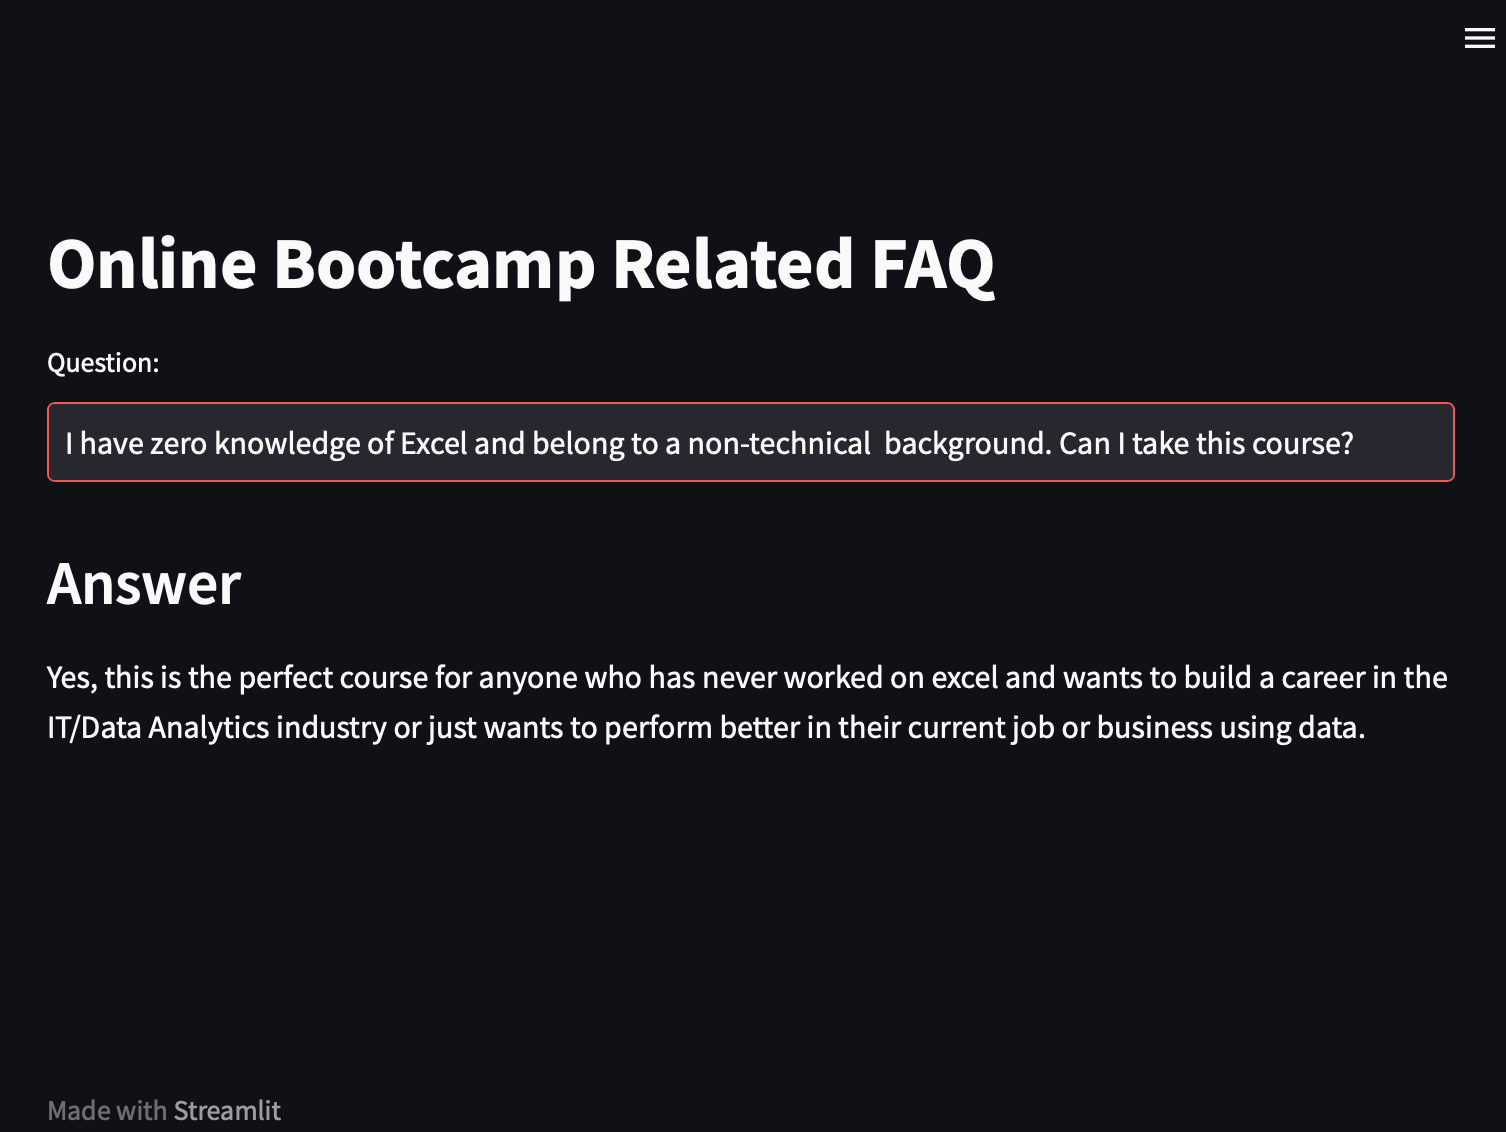 Online Bootcamp Related FAQ
Question:
I have zero knowledge of Excel and belong to a non-technical  background. Can I take this course?
Answer
Yes, this is the perfect course for anyone who has never worked on excel and wants to build a career in the
IT/Data Analytics industry or just wants to perform better in their current job or business using data.
Made with Streamlit